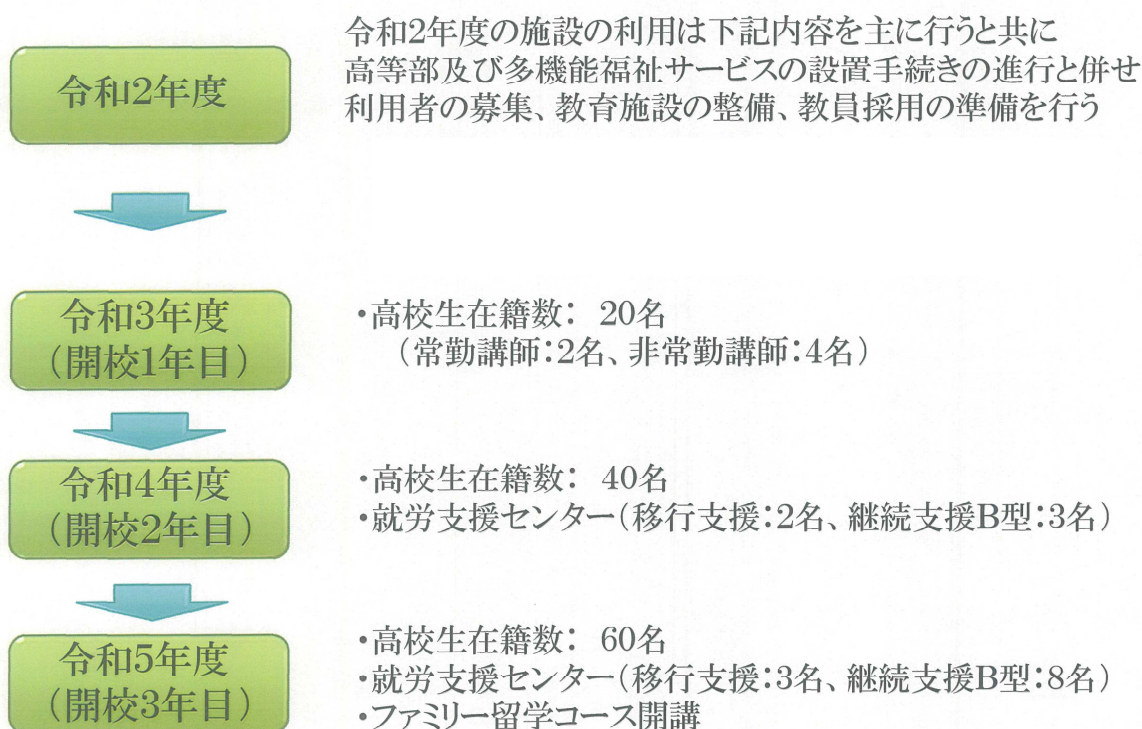 令和2年度
令和2年度の施設の利用は下記内容を主に行うと共に
高等部及び多機能福祉サービスの設置手続きの進行と併せ
利用者の募集、教育施設の整備、教員採用の準備を行う
令和3年度
（開校1年目）
・高校生在籍数： 20名
（常勤講師：2名、非常勤講師：4名）
令和4年度
（開校2年目）
・高校生在籍数： 40名
・就労支援センター（移行支援：2名、継続支援B型：3名）
令和5年度
（開校3年目）
・高校生在籍数： 60名
・就労支援センター（移行支援：3名、継続支援B型：8名）
・ファミリー留学コース開講